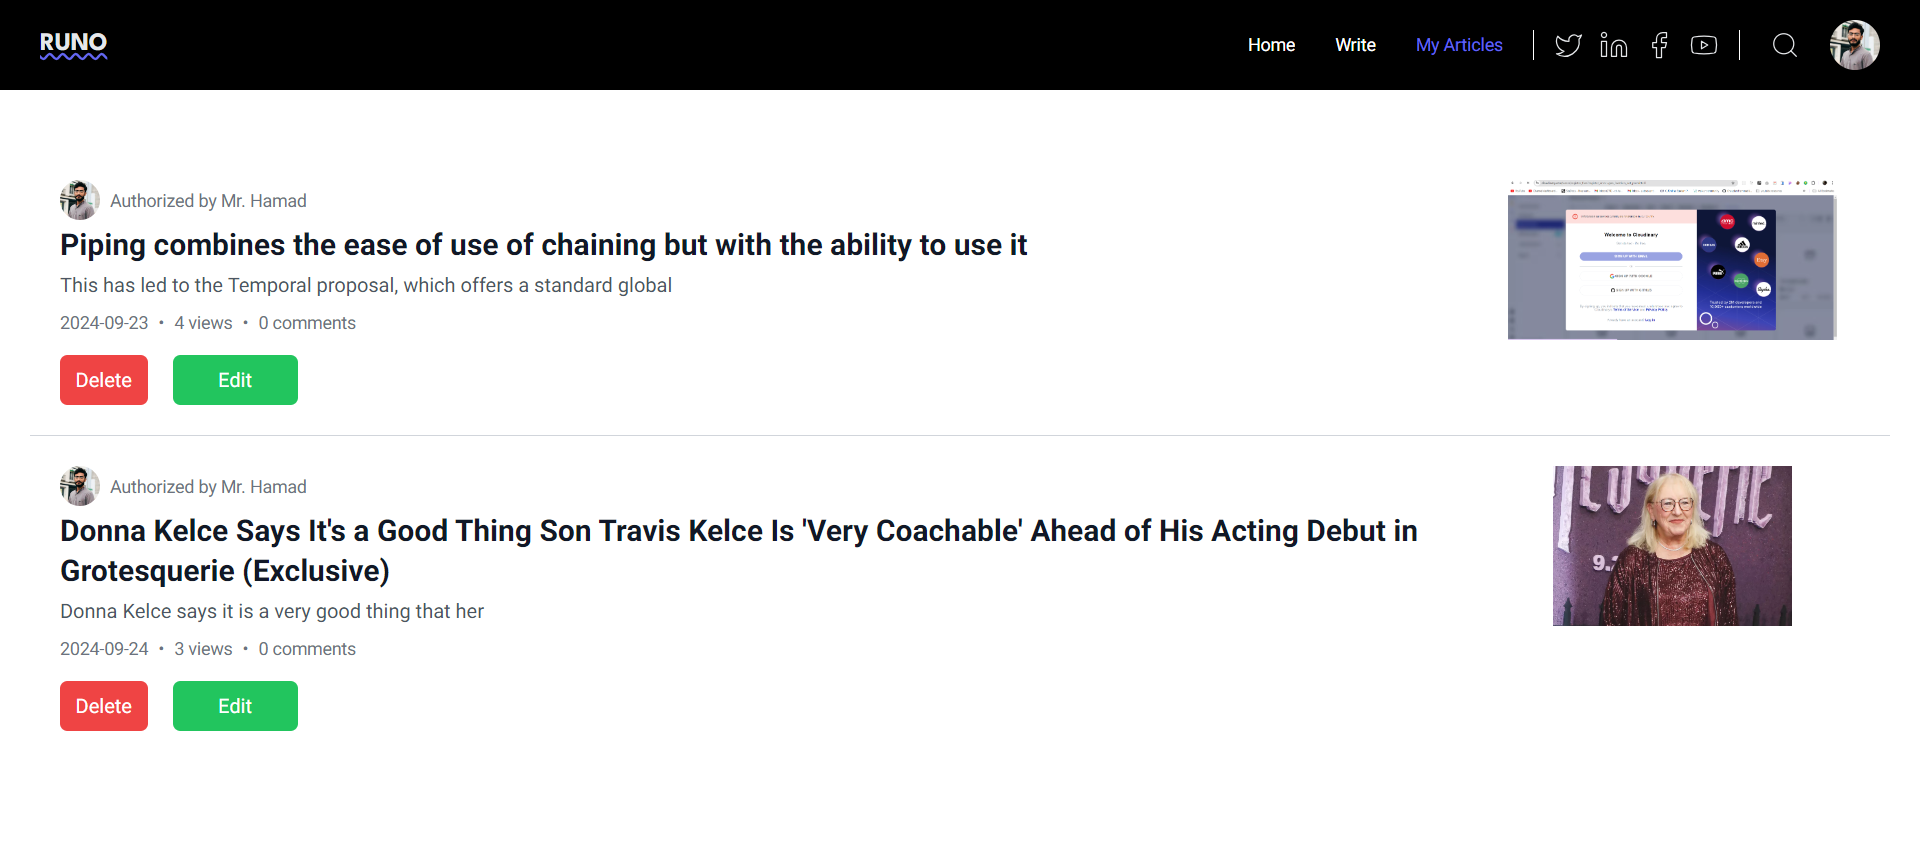 RUNO
Home
Write
My Articles
Authorized by Mr. Hamad
Piping combines the ease of use of chaining but with the ability to use it
This has led to the Temporal proposal, which offers a standard global
2024-09-23 • 4 views • 0 comments
Delete
Edit
Welcome to Cloudinary
Authorized by Mr. Hamad
Donna Kelce Says It's a Good Thing Son Travis Kelce Is 'Very Coachable' Ahead of His Acting Debut in
Grotesquerie (Exclusive)
Donna Kelce says it is a very good thing that her
2024-09-24 • 3 views • 0 comments
Delete
Edit